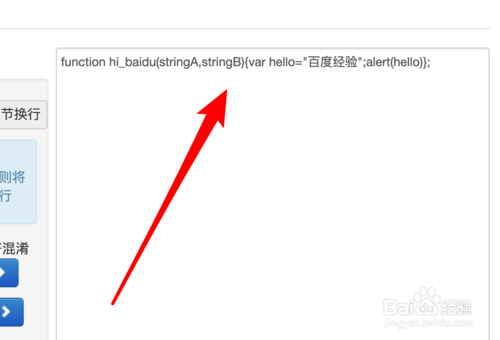 function hi_baidu(stringA,stringB){var hello="百度经验";alert(hello)};
节换行
则将
行
混淆
Baidu 经验
jingyan.baidu.com